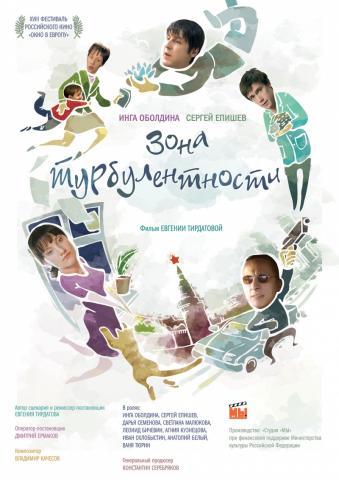 XVIII ФЕСТИВАЛЬ
РОССИЙСКОГО КИНО
«ОКНО В ЕВРОПУ»
ИНГА ОБОЛДИНА СЕРГЕЙ ЕПИШЕВ
Зона
турбулентности
Фильм ЕВГЕНИИ ТИРДАТОВОЙ
Автор сценария и режиссер-постановщик
ЕВГЕНИЯ ТИРДАТОВА
Оператор-постановщик
ДМИТРИЙ ЕРМАКОВ
Композитор
ВЛАДИМИР КАЧЕСОВ
В ролях:
ИНГА ОБОЛДИНА, СЕРГЕЙ ЕПИШЕВ,
ДАРЬЯ СЕМЕНОВА, СВЕТЛАНА МАЛЮКОВА,
ЛЕОНИД БИЧЕВИН, АГНИЯ КУЗНЕЦОВА,
ИВАН ОХЛОБЫСТИН, АНАТОЛИЙ БЕЛЫЙ,
ВАНЯ ТЮРИН
Генеральный продюсер
КОНСТАНТИН СЕРЕБРЯКОВ
МЫ
Производство: «Студия «МЫ»
при финансовой поддержке Министерства
культуры Российской Федерации